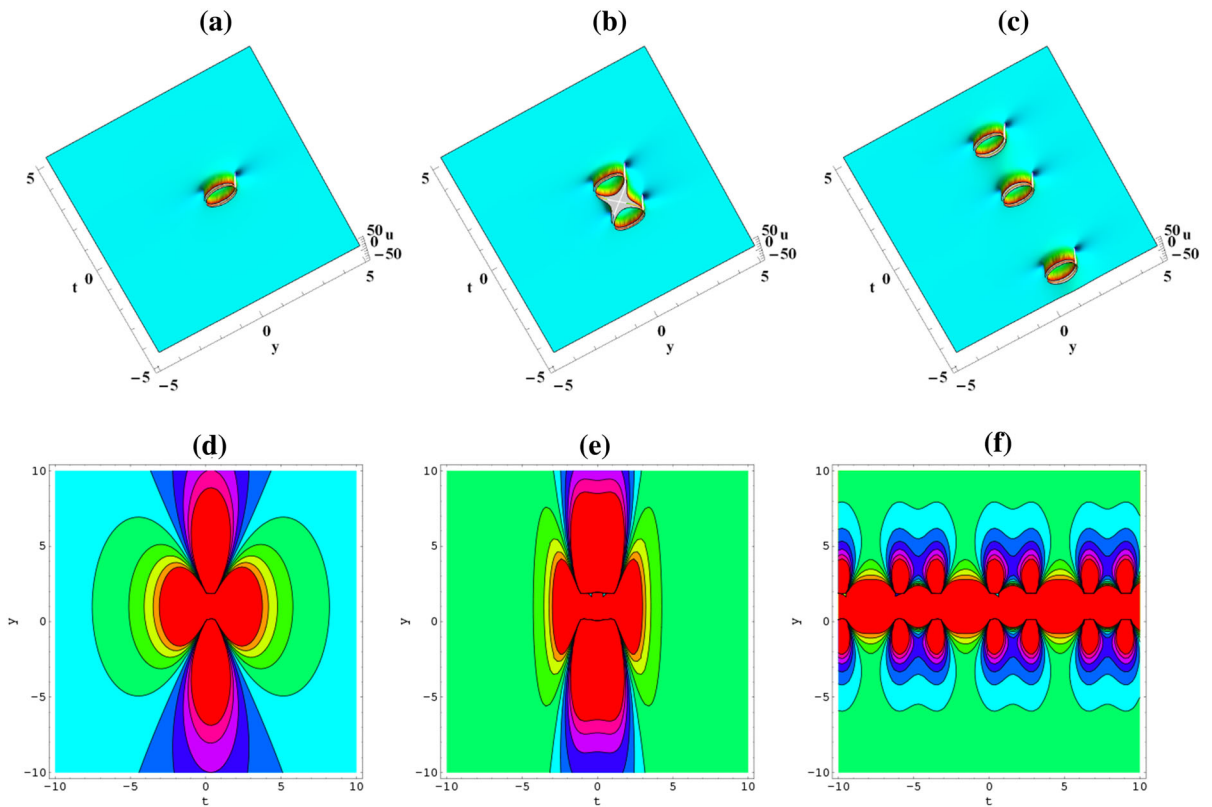 (a) (b) (c)
5 5 5
50 u 50 u 50 u
0 0 0
−50 −50 −50
t 0 t 0 t 0
5 5 5
0 0 0
y y y
−5 −5 −5
−5 −5 −5
(d) (e) (f)
10 10 10
5 5 5
y 0 y 0 y 0
−5 −5 −5
−10 −10 −10
−10 −5 0 5 10 −10 −5 0 5 10 −10 −5 0 5 10
t t t